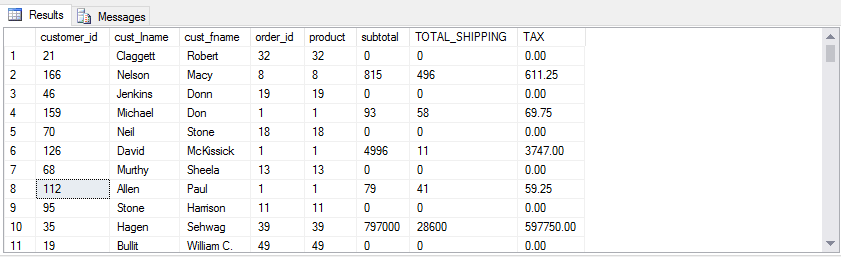 Results Messages
customer_id cust_lname cust_fname order_id product subtotal TOTAL_SHIPPING TAX
1 21 Claggett Robert 32 32 0 0 0.00
2 166 Nelson Macy 8 8 815 496 611.25
3 46 Jenkins Donn 19 19 0 0 0.00
4 159 Michael Don 1 1 93 58 69.75
5 70 Neil Stone 18 18 0 0 0.00
6 126 David McKissick 1 1 4996 11 3747.00
7 68 Murthy Sheela 13 13 0 0 0.00
8 112 Allen Paul 1 1 79 41 59.25
9 95 Stone Harrison 11 11 0 0 0.00
10 35 Hagen Sehwag 39 39 797000 28600 597750.00
11 19 Bullit William C. 49 49 0 0 0.00